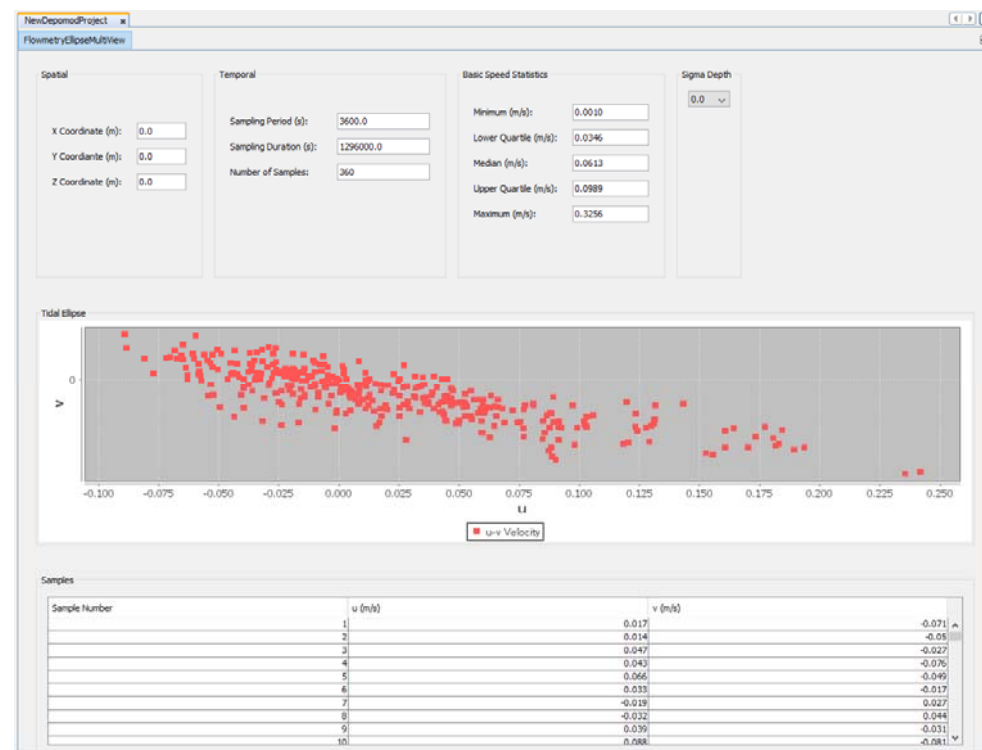 NewDepomodProject
FlowmetryEllipseMultiView
Spatial
X Coordinate (m): 0.0
Y Coordiante (m): 0.0
Z Coordinate (m): 0.0
Temporal
Sampling Period (s): 3600.0
Sampling Duration (s): 1296000.0
Number of Samples: 360
Basic Speed Statistics
Minimum (m/s): 0.0010
Lower Quartile (m/s): 0.0346
Median (m/s): 0.0613
Upper Quartile (m/s): 0.0989
Maximum (m/s): 0.3256
Sigma Depth
0.0
Tidal Ellipse
0
v
-0.100 -0.075 -0.050 -0.025 0.000 0.025 0.050 0.075 0.100 0.125 0.150 0.175 0.200 0.225 0.250
u
u-v Velocity
Samples
Sample Number u (m/s) v (m/s)
1 0.017 -0.071
2 0.014 -0.05
3 0.047 -0.027
4 0.043 -0.076
5 0.066 -0.049
6 0.033 -0.017
7 -0.019 0.027
8 -0.032 0.044
9 0.039 -0.031
10 0.088 -0.081